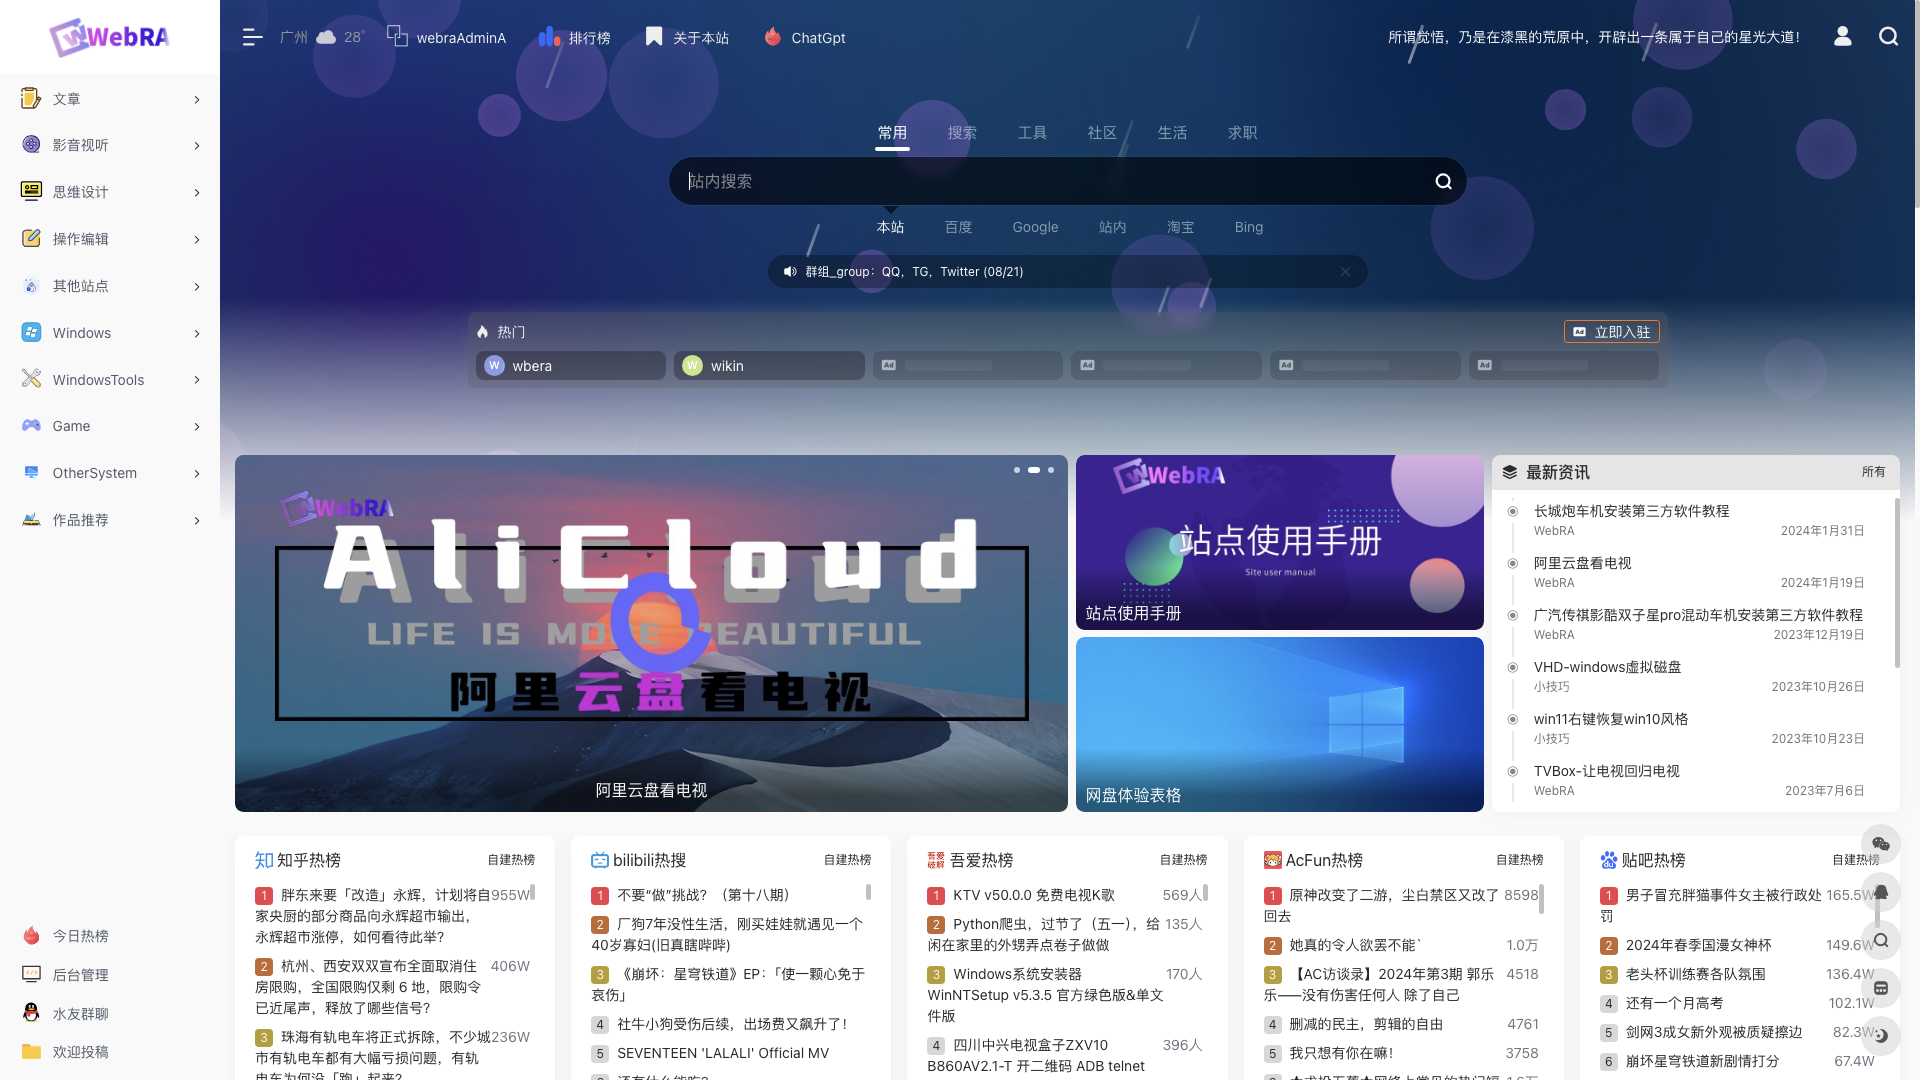 WebRA
广州 28°
webraAdminA
排行榜
关于本站
ChatGpt
所谓觉悟，乃是在漆黑的荒原中，开辟出一条属于自己的星光大道！
文章
影音视听
思维设计
操作编辑
其他站点
Windows
WindowsTools
Game
OtherSystem
作品推荐
今日热榜
后台管理
水友群聊
欢迎投稿
常用 搜索 工具 社区 生活 求职
站内搜索
本站 百度 Google 站内 淘宝 Bing
群组_group：QQ，TG，Twitter (08/21)
热门
Ad 立即入驻
W wbera
W wikin
Ad
Ad
Ad
Ad
WebRA
AliCloud
阿里云盘看电视
阿里云盘看电视
WebRA
站点使用手册
Site user manual
站点使用手册
网盘体验表格
最新资讯 所有
长城炮车机安装第三方软件教程
WebRA 2024年1月31日
阿里云盘看电视
WebRA 2024年1月19日
广汽传祺影酷双子星pro混动车机安装第三方软件教程
WebRA 2023年12月19日
VHD-windows虚拟磁盘
小技巧 2023年10月26日
win11右键恢复win10风格
小技巧 2023年10月23日
TVBox-让电视回归电视
WebRA 2023年7月6日
知 知乎热榜 自建热榜
1 胖东来要「改造」永辉，计划将自 955W
家央厨的部分商品向永辉超市输出，
永辉超市涨停，如何看待此举？
2 杭州、西安双双宣布全面取消住 406W
房限购，全国限购仅剩 6 地，限购令
已近尾声，释放了哪些信号？
3 珠海有轨电车将正式拆除，不少城 236W
市有轨电车都有大幅亏损问题，有轨
电车为何没「跑」起来？
bilibili热搜 自建热榜
1 不要“做”挑战？（第十八期）
2 厂狗7年没性生活，刚买娃娃就遇见一个
40岁寡妇(旧真瞎哔哔)
3 《崩坏：星穹铁道》EP：「使一颗心免于
哀伤」
4 社牛小狗受伤后续，出场费又飙升了！
5 SEVENTEEN 'LALALI' Official MV
吾爱破解 吾爱热榜 自建热榜
1 KTV v50.0.0 免费电视K歌 569人
2 Python爬虫，过节了（五一），给 135人
闲在家里的外甥弄点卷子做做
3 Windows系统安装器 170人
WinNTSetup v5.3.5 官方绿色版&单文
件版
4 四川中兴电视盒子ZXV10 396人
B860AV2.1-T 开二维码 ADB telnet
AcFun热榜 自建热榜
1 原神改变了二游，尘白禁区又改了 8598
回去
2 她真的令人欲罢不能` 1.0万
3 【AC访谈录】2024年第3期 郭乐 4518
乐——没有伤害任何人 除了自己
4 删减的民主，剪辑的自由 4761
5 我只想有你在嘛！ 3758
贴吧热榜 自建热榜
1 男子冒充胖猫事件女主被行政处 165.5W
罚
2 2024年春季国漫女神杯 149.6W
3 老头杯训练赛各队氛围 136.4W
4 还有一个月高考 102.1W
5 剑网3成女新外观被质疑擦边 82.3W
6 崩坏星穹铁道新剧情打分 67.4W